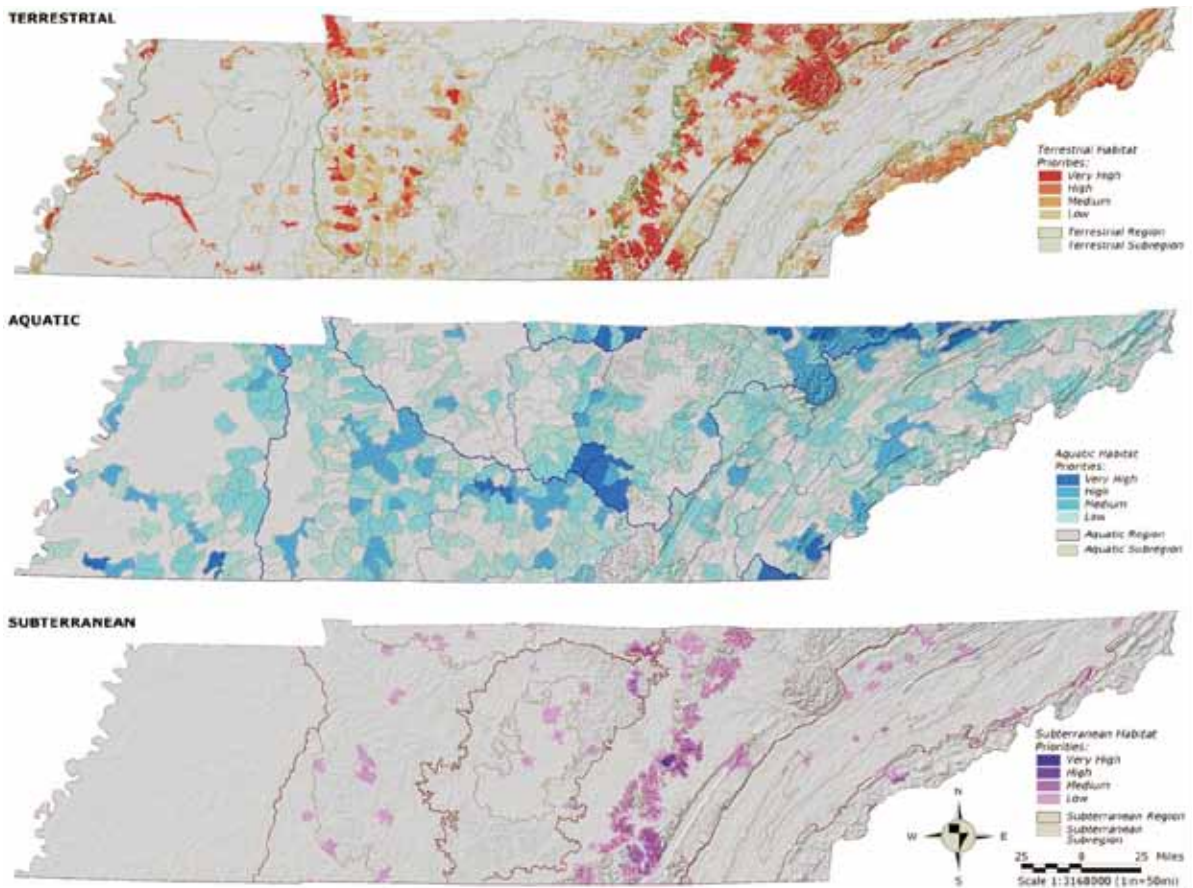 TERRESTRIAL
Terrestrial Habitat
Priorities:
Very High
High
Medium
Low
Terrestrial Region
Terrestrial Subregion
AQUATIC
Aquatic Habitat
Priorities:
Very High
High
Medium
Low
Aquatic Region
Aquatic Subregion
SUBTERRANEAN
Subterranean Habitat
Priorities:
Very High
High
Medium
Low
Subterranean Region
Subterranean
Subregion
N
W E
S
25 0 25 Miles
Scale 1:3168000 (1in=50mi)